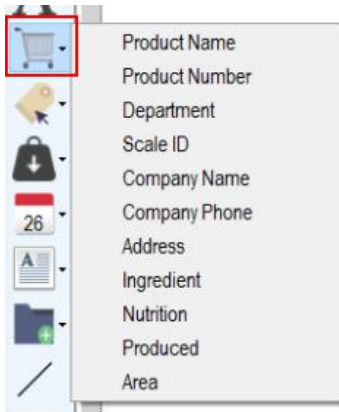 Product Name
Product Number
Department
Scale ID
Company Name
Company Phone
Address
Ingredient
Nutrition
Produced
Area
26
A